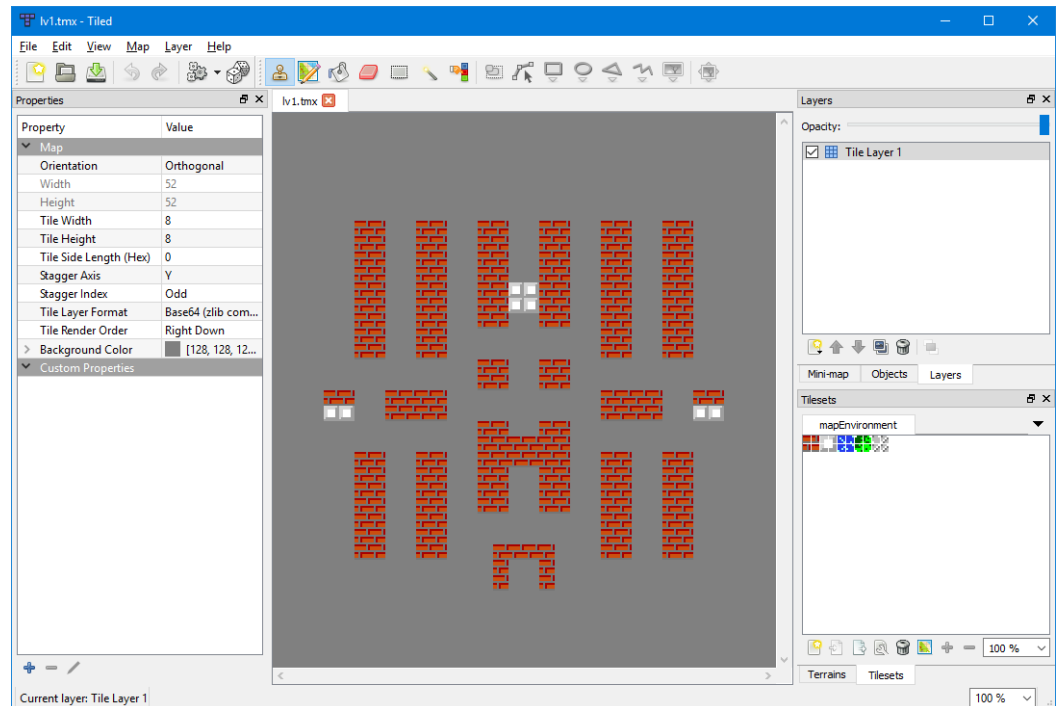 lv1.tmx - Tiled
File Edit View Map Layer Help
Properties
lv1.tmx
Layers
Property Value
Opacity:
Map
Tile Layer 1
Orientation Orthogonal
Width 52
Height 52
Tile Width 8
Tile Height 8
Tile Side Length (Hex) 0
Stagger Axis Y
Stagger Index Odd
Tile Layer Format Base64 (zlib com...
Tile Render Order Right Down
Background Color [128, 128, 12...
Custom Properties
Mini-map Objects Layers
Tilesets
mapEnvironment
100 %
Terrains Tilesets
Current layer: Tile Layer 1
100 %